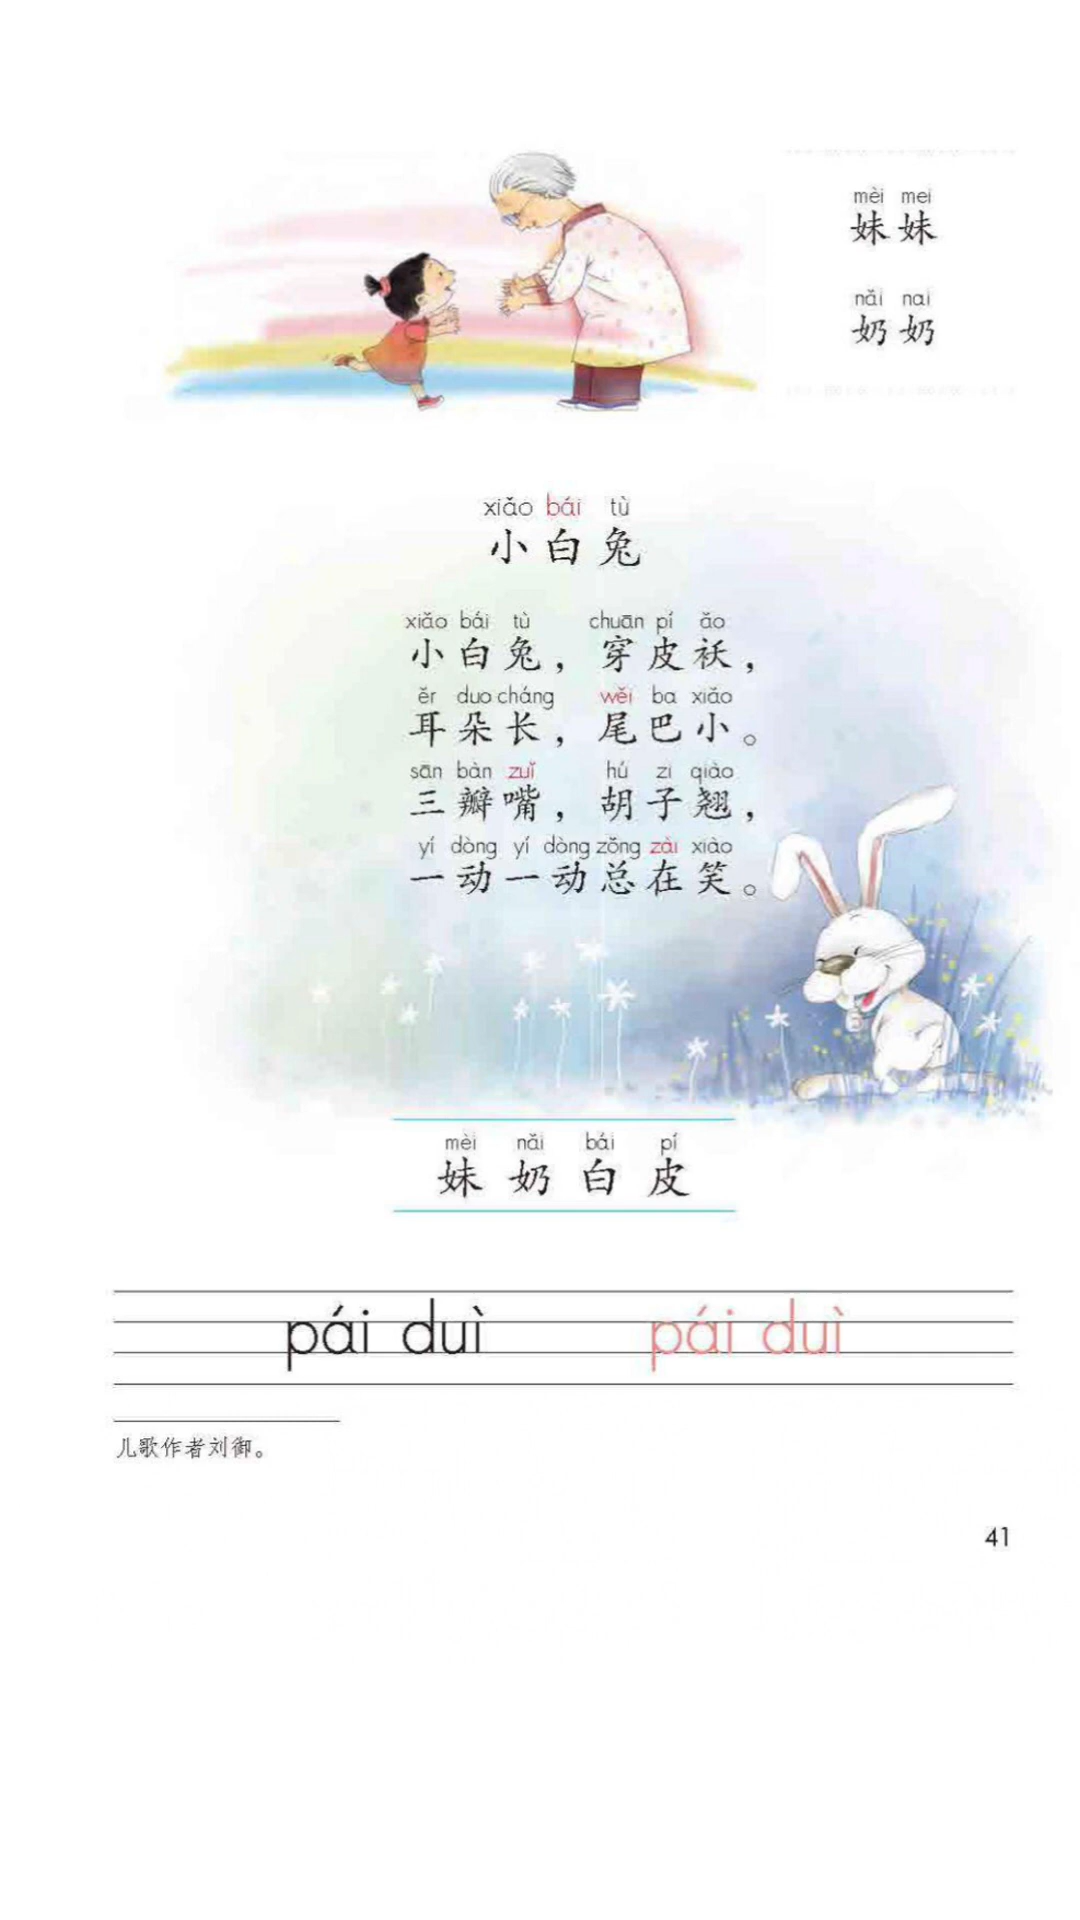 mèi mei
妹妹
nǎi nai
奶奶
xiǎo bái tù
小白兔
xiǎo bái tù chuān pí ǎo
小白兔，穿皮袄，
ěr duo cháng wěi ba xiǎo
耳朵长，尾巴小。
sān bàn zuǐ hú zi qiào
三瓣嘴，胡子翘，
yí dòng yí dòng zǒng zài xiào
一动一动总在笑。
mèi nǎi bái pí
妹 奶 白 皮
pái duì pái duì
儿歌作者刘御。
41